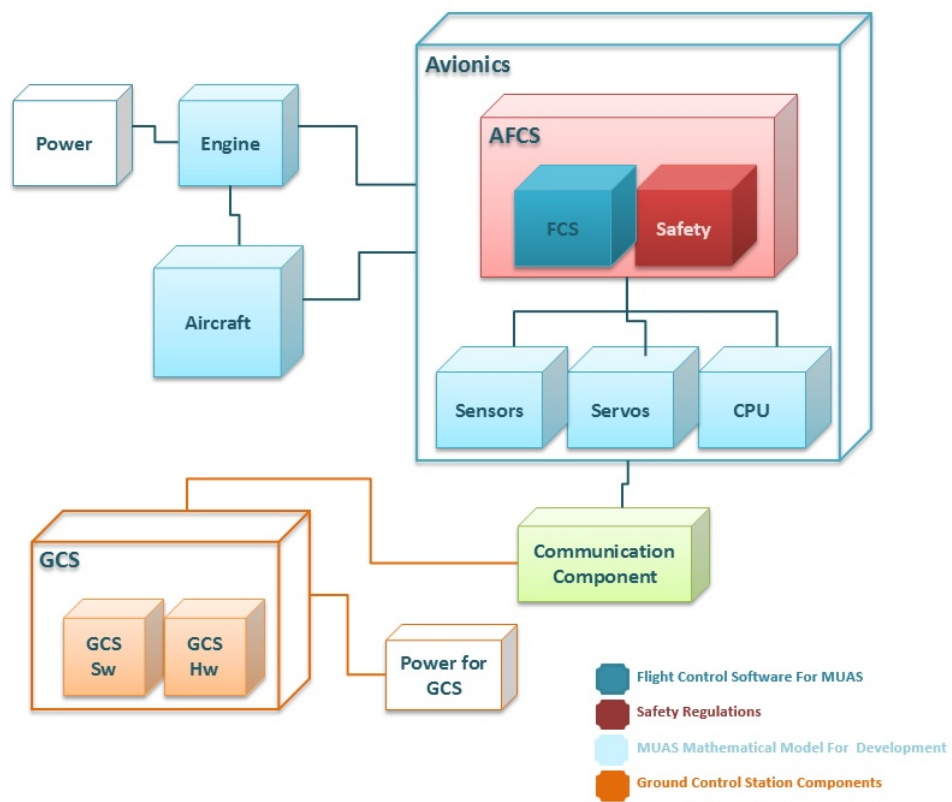 Avionics
Power
Engine
AFCS
FCS
Safety
Aircraft
Sensors
Servos
CPU
GCS
Communication
Component
GCS
Sw
GCS
Hw
Power for
GCS
Flight Control Software For MUAS
Safety Regulations
MUAS Mathematical Model For Development
Ground Control Station Components